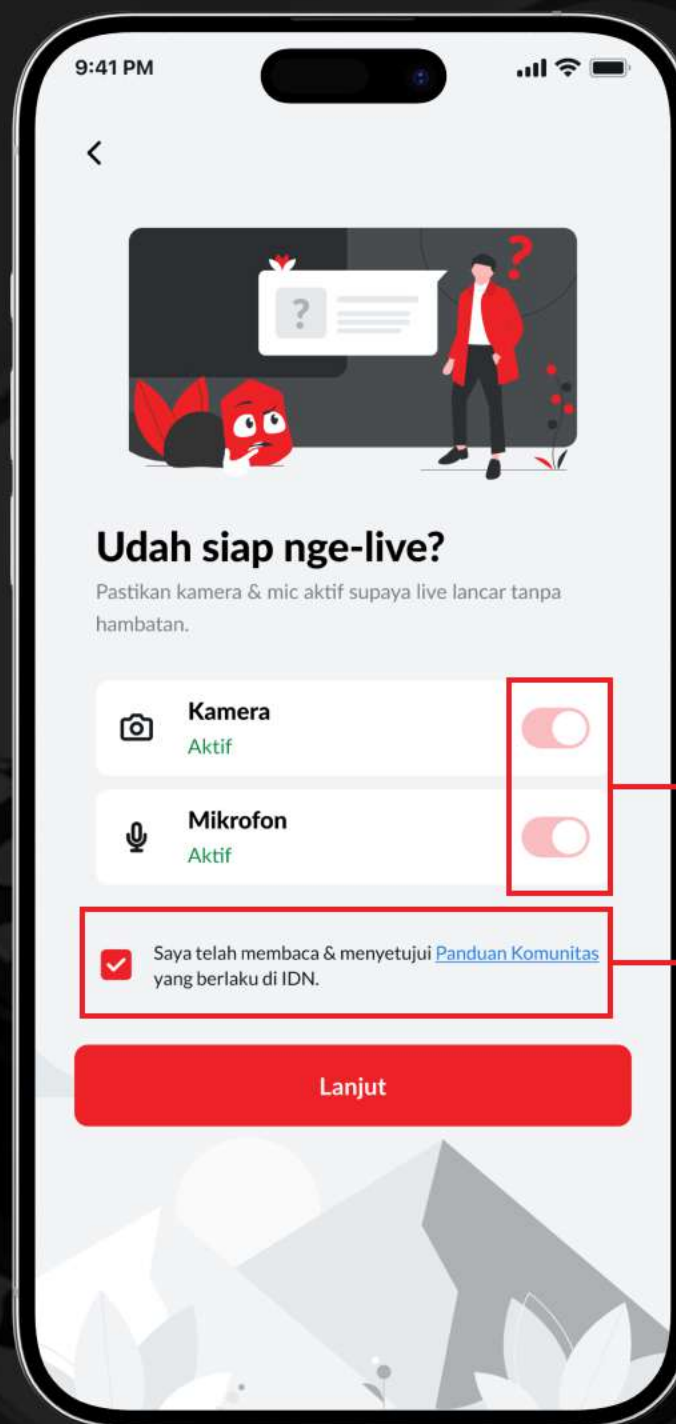 9:41 PM
?
?
Udah siap nge-live?
Pastikan kamera & mic aktif supaya live lancar tanpa
hambatan.
Kamera
Aktif
Mikrofon
Aktif
Saya telah membaca & menyetujui Panduan Komunitas
yang berlaku di IDN.
Lanjut